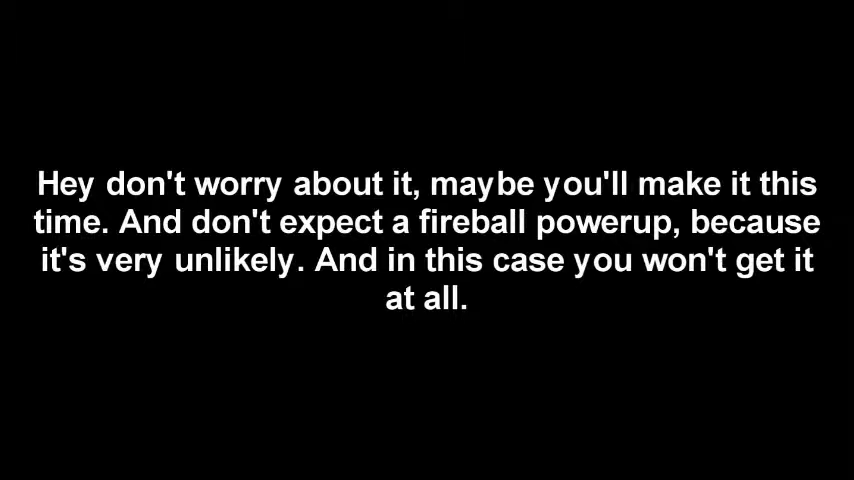 Hey don't worry about it, maybe you'll make it this
time. And don't expect a fireball powerup, because
it's very unlikely. And in this case you won't get it
at all.